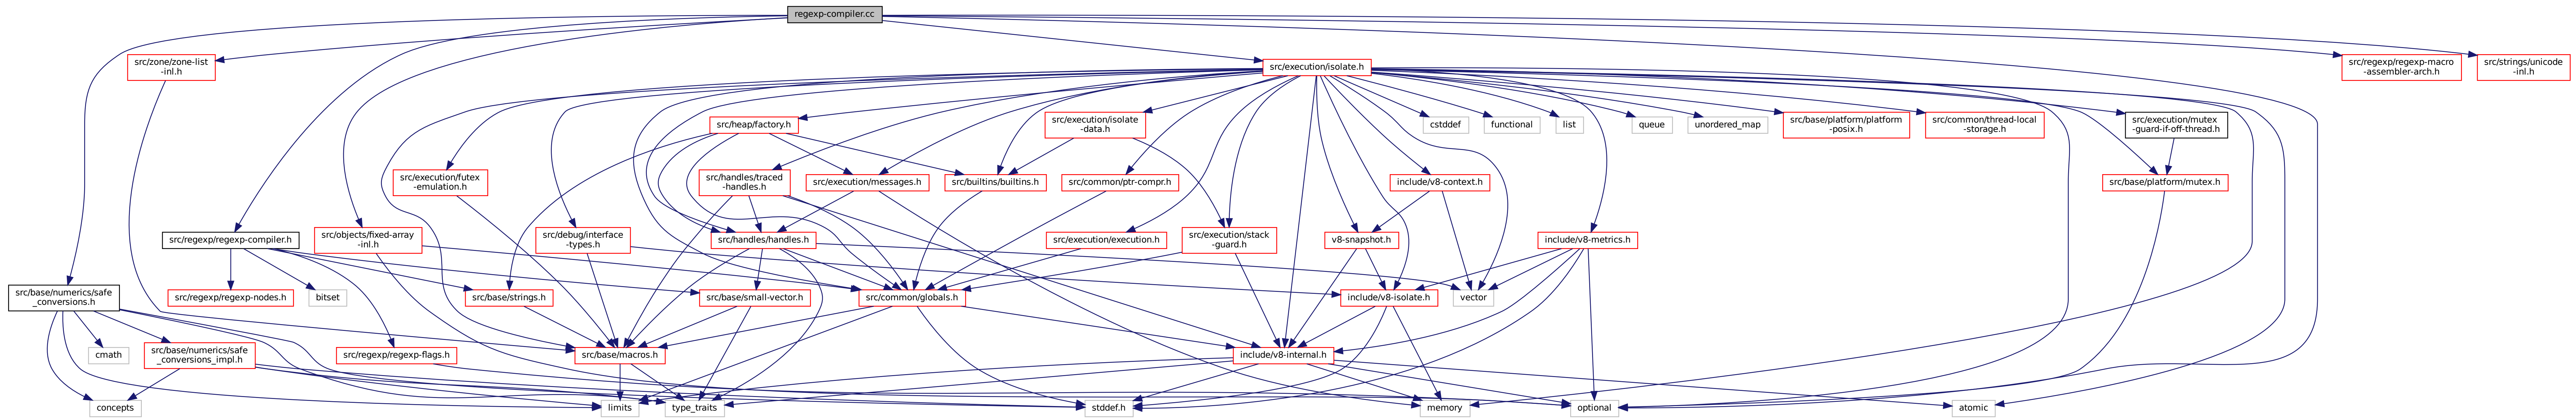 regexp-compiler.cc
src/zone/zone-list
-inl.h
src/execution/isolate.h
src/regexp/regexp-macro
-assembler-arch.h
src/strings/unicode
-inl.h
src/heap/factory.h
src/execution/isolate
-data.h
cstddef
functional
list
queue
unordered_map
src/base/platform/platform
-posix.h
src/common/thread-local
-storage.h
src/execution/mutex
-guard-if-off-thread.h
src/execution/futex
-emulation.h
src/handles/traced
-handles.h
src/execution/messages.h
src/builtins/builtins.h
src/common/ptr-compr.h
include/v8-context.h
src/base/platform/mutex.h
src/regexp/regexp-compiler.h
src/objects/fixed-array
-inl.h
src/debug/interface
-types.h
src/handles/handles.h
src/execution/execution.h
src/execution/stack
-guard.h
v8-snapshot.h
include/v8-metrics.h
src/base/numerics/safe
_conversions.h
src/regexp/regexp-nodes.h
bitset
src/base/strings.h
src/base/small-vector.h
src/common/globals.h
include/v8-isolate.h
vector
cmath
src/base/numerics/safe
_conversions_impl.h
src/regexp/regexp-flags.h
src/base/macros.h
include/v8-internal.h
concepts
limits
type_traits
stddef.h
memory
optional
atomic